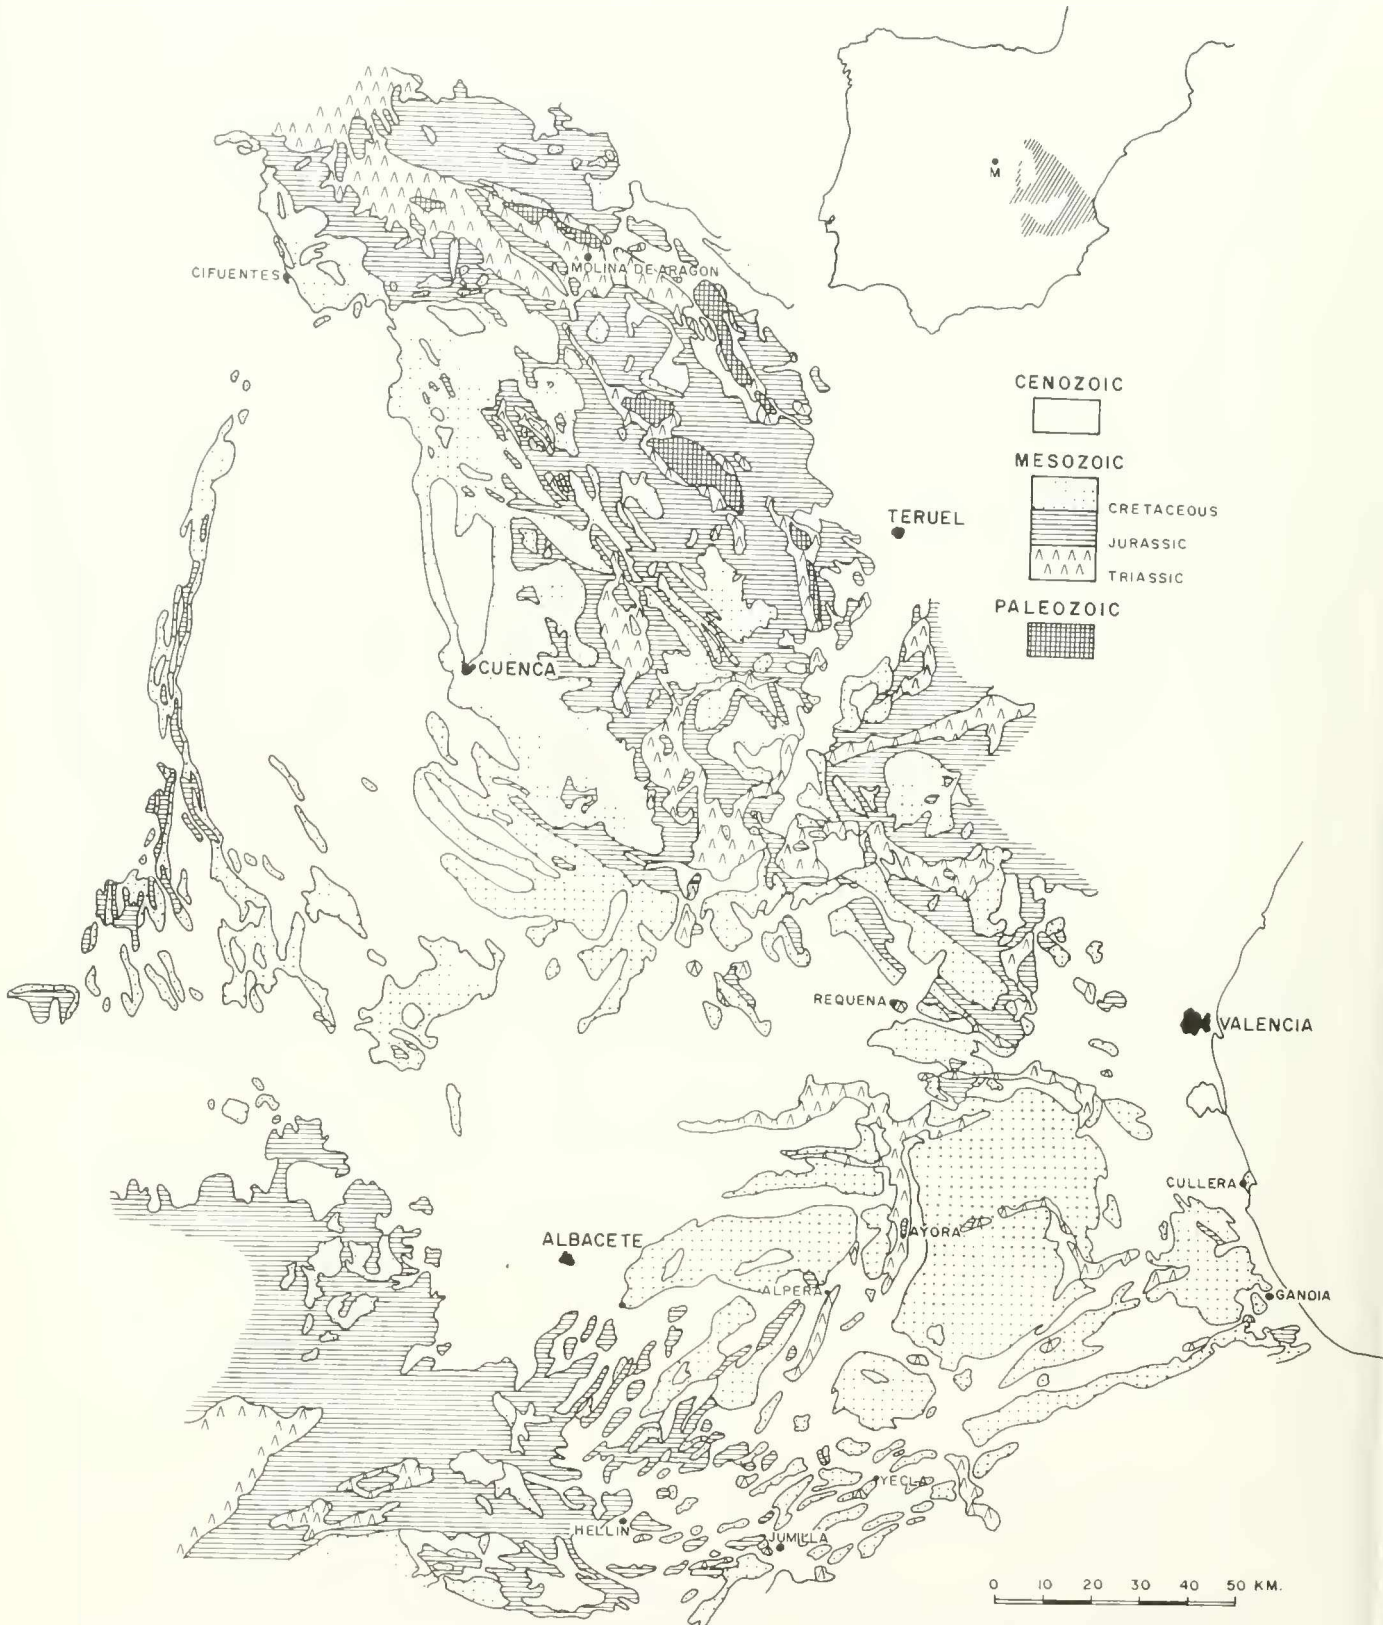 M
CIFUENTES
MOLINA DE ARAGON
CENOZOIC
MESOZOIC
CRETACEOUS
JURASSIC
TRIASSIC
TERUEL
PALEOZOIC
CUENCA
REQUENA
VALENCIA
CULLERA
AYORA
ALBACETE
ALPERA
GANDIA
YECLA
HELLIN
JUMILLA
0 10 20 30 40 50 KM.